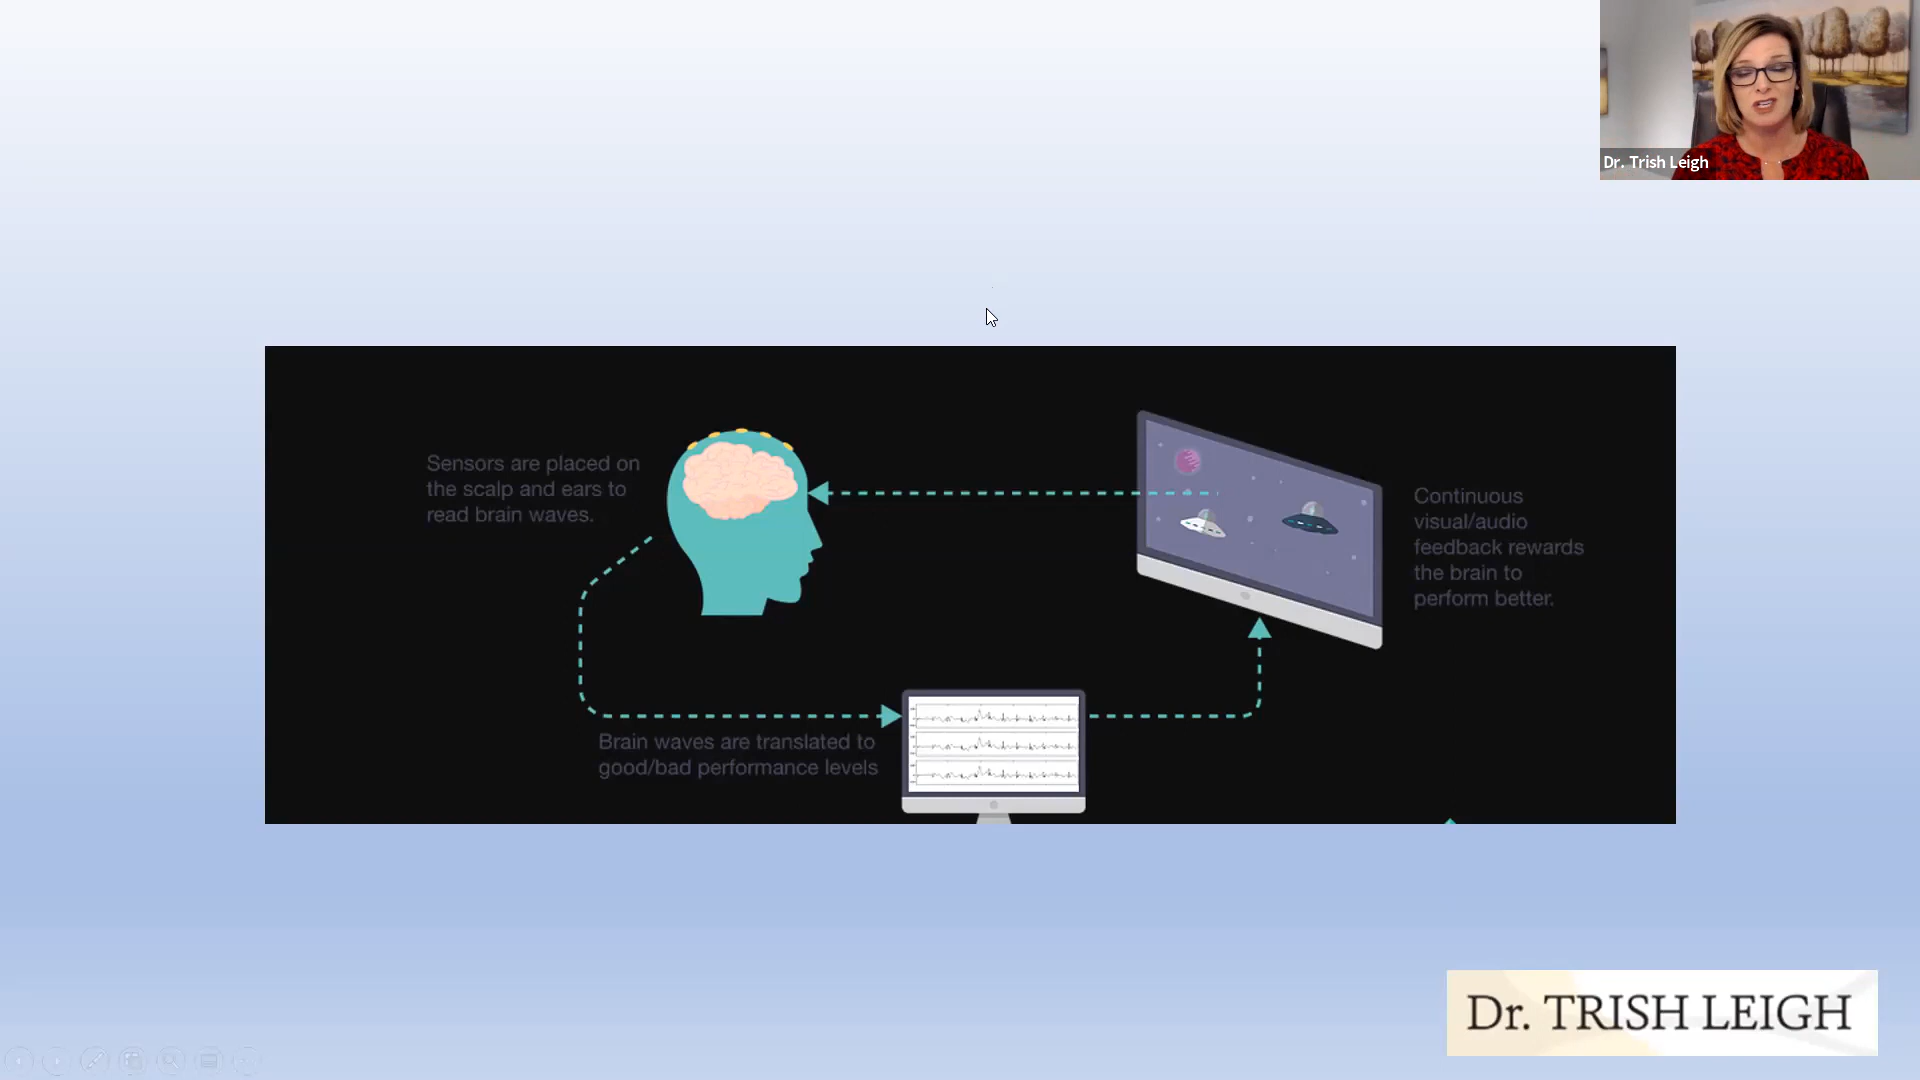 Dr. Trish Leigh
Sensors are placed on
the scalp and ears to
read brain waves.
Continuous
visual/audio
feedback rewards
the brain to
perform better.
Brain waves are translated to
good/bad performance levels
Dr. TRISH LEIGH